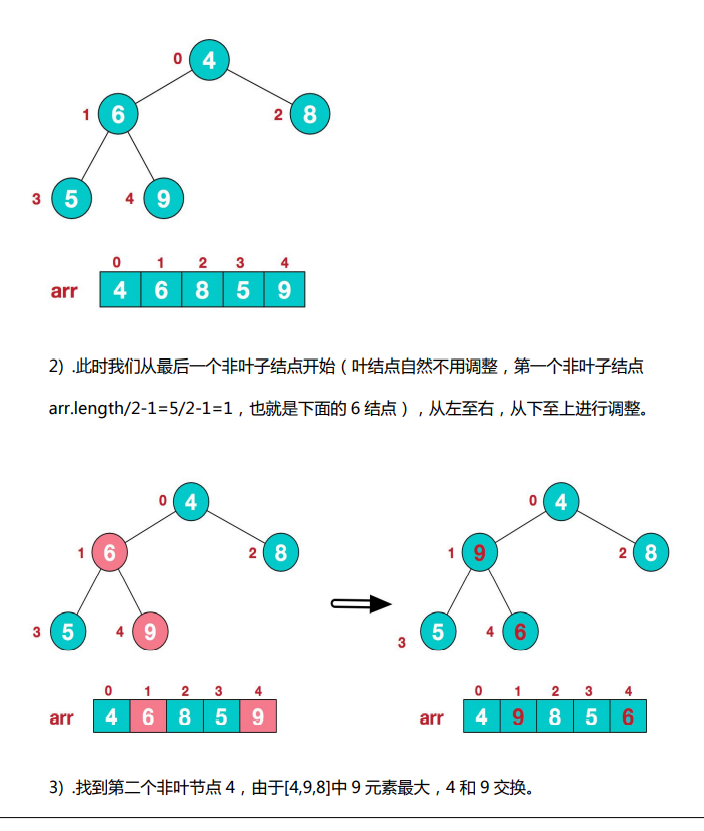 0 4
1 6 2 8
3 5 4 9
0 1 2 3 4
arr 4 6 8 5 9
2) .此时我们从最后一个非叶子结点开始（叶结点自然不用调整，第一个非叶子结点
arr.length/2-1=5/2-1=1，也就是下面的 6 结点），从左至右，从下至上进行调整。
0 4 0 4
1 6 2 8 1 9 2 8
3 5 4 9 3 5 4 6
0 1 2 3 4 0 1 2 3 4
arr 4 6 8 5 9 arr 4 9 8 5 6
3) .找到第二个非叶节点 4，由于[4,9,8]中 9 元素最大，4 和 9 交换。